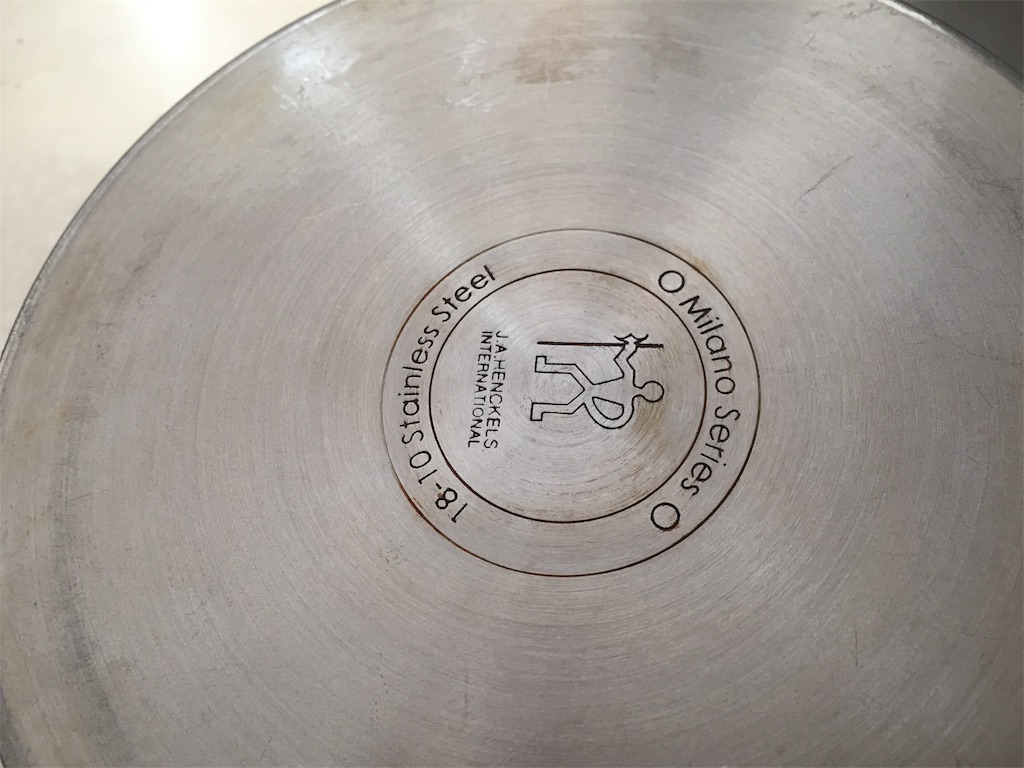 O Milano Series O
J.A.HENCKELS
INTERNATIONAL
18-10 Stainless Steel